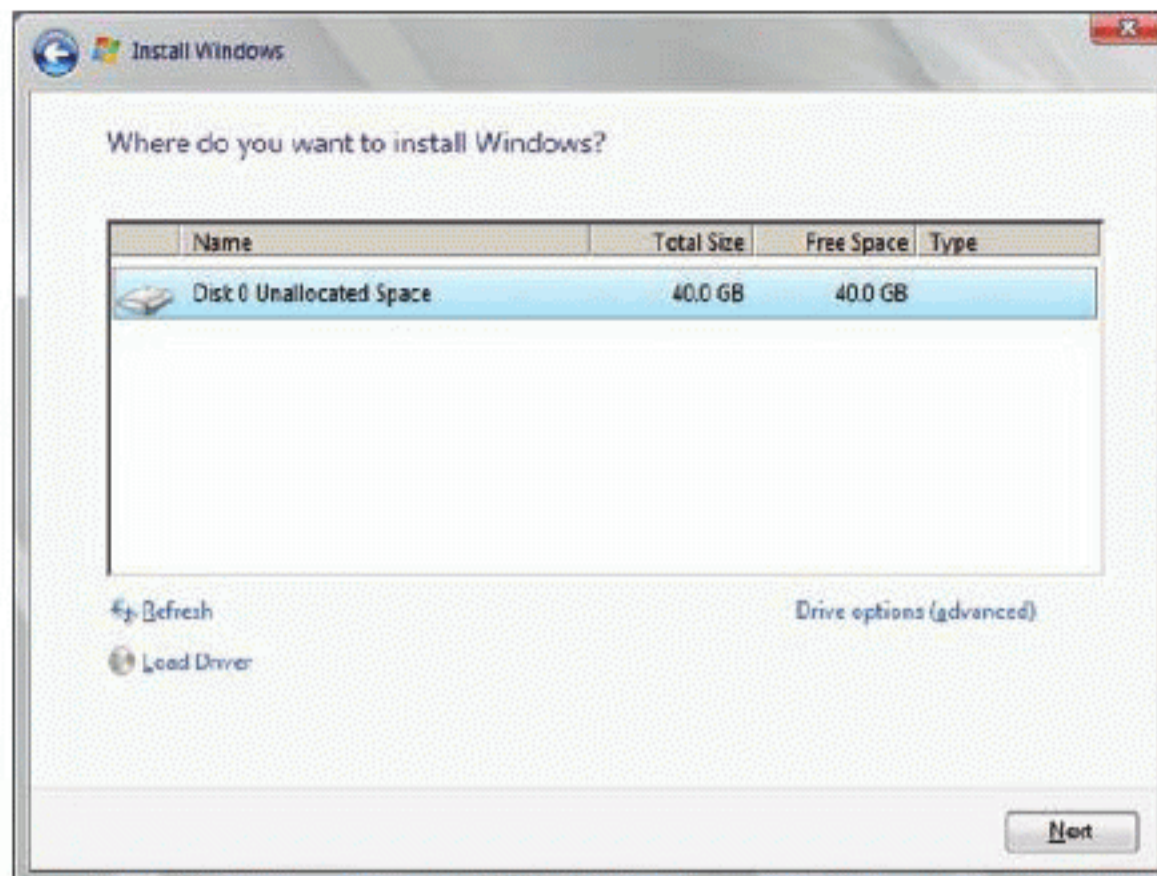 Install Windows
Where do you want to install Windows?
Name Total Size Free Space Type
Disk 0 Unallocated Space 40.0 GB 40.0 GB
Refresh Drive options (advanced)
Load Driver
Next